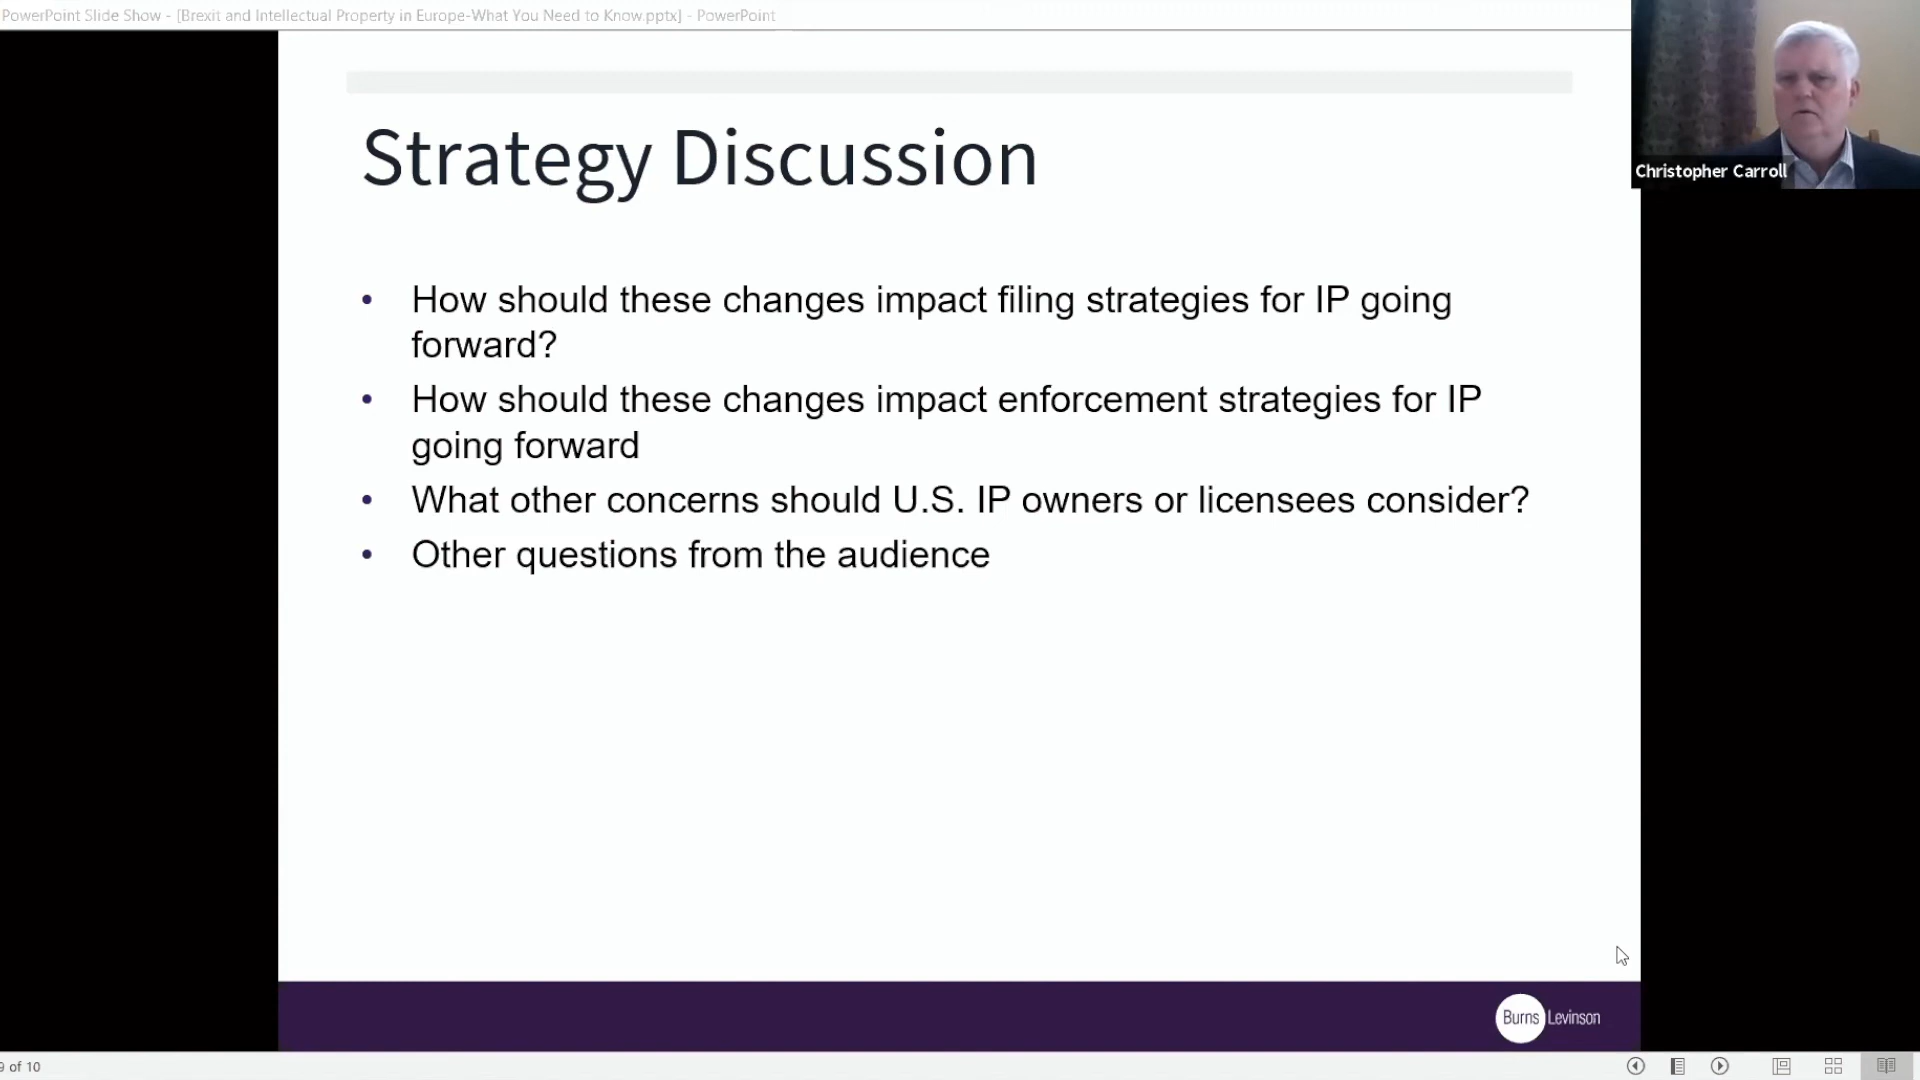 PowerPoint Slide Show - [Brexit and Intellectual Property in Europe-What You Need to Know.pptx] - PowerPoint
Christopher Carroll
Strategy Discussion
• How should these changes impact filing strategies for IP going
forward?
• How should these changes impact enforcement strategies for IP
going forward
• What other concerns should U.S. IP owners or licensees consider?
• Other questions from the audience
Burns Levinson
9 of 10